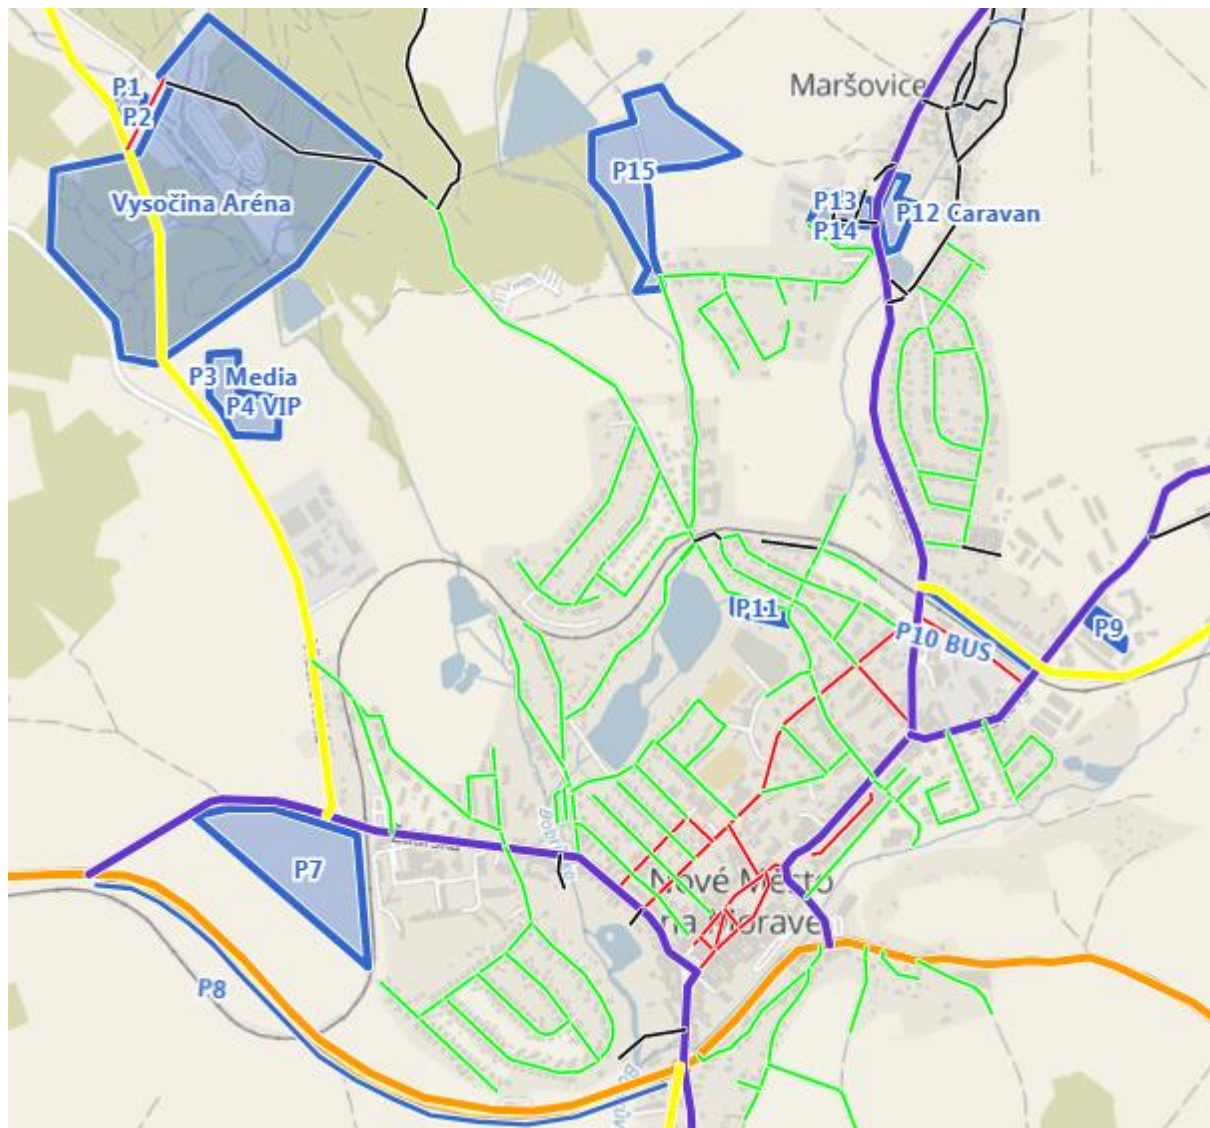 Maršovice
P1
P2
P15
Vysočina Aréna
P13
P12 Caravan
P14
P3 Media
P4 VIP
P11
P9
P10 BUS
P7
Nové Město
na Moravě
P8